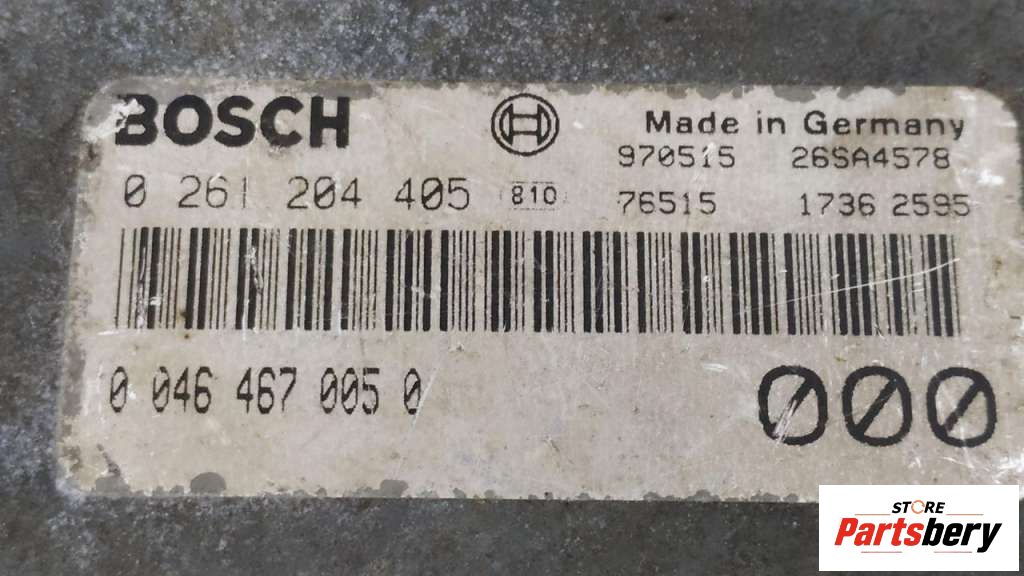 BOSCH Made in Germany
970515 26SA4578
0 261 204 405 810 76515 1736 2595
0 046 467 005 0 000
STORE
Partsbery